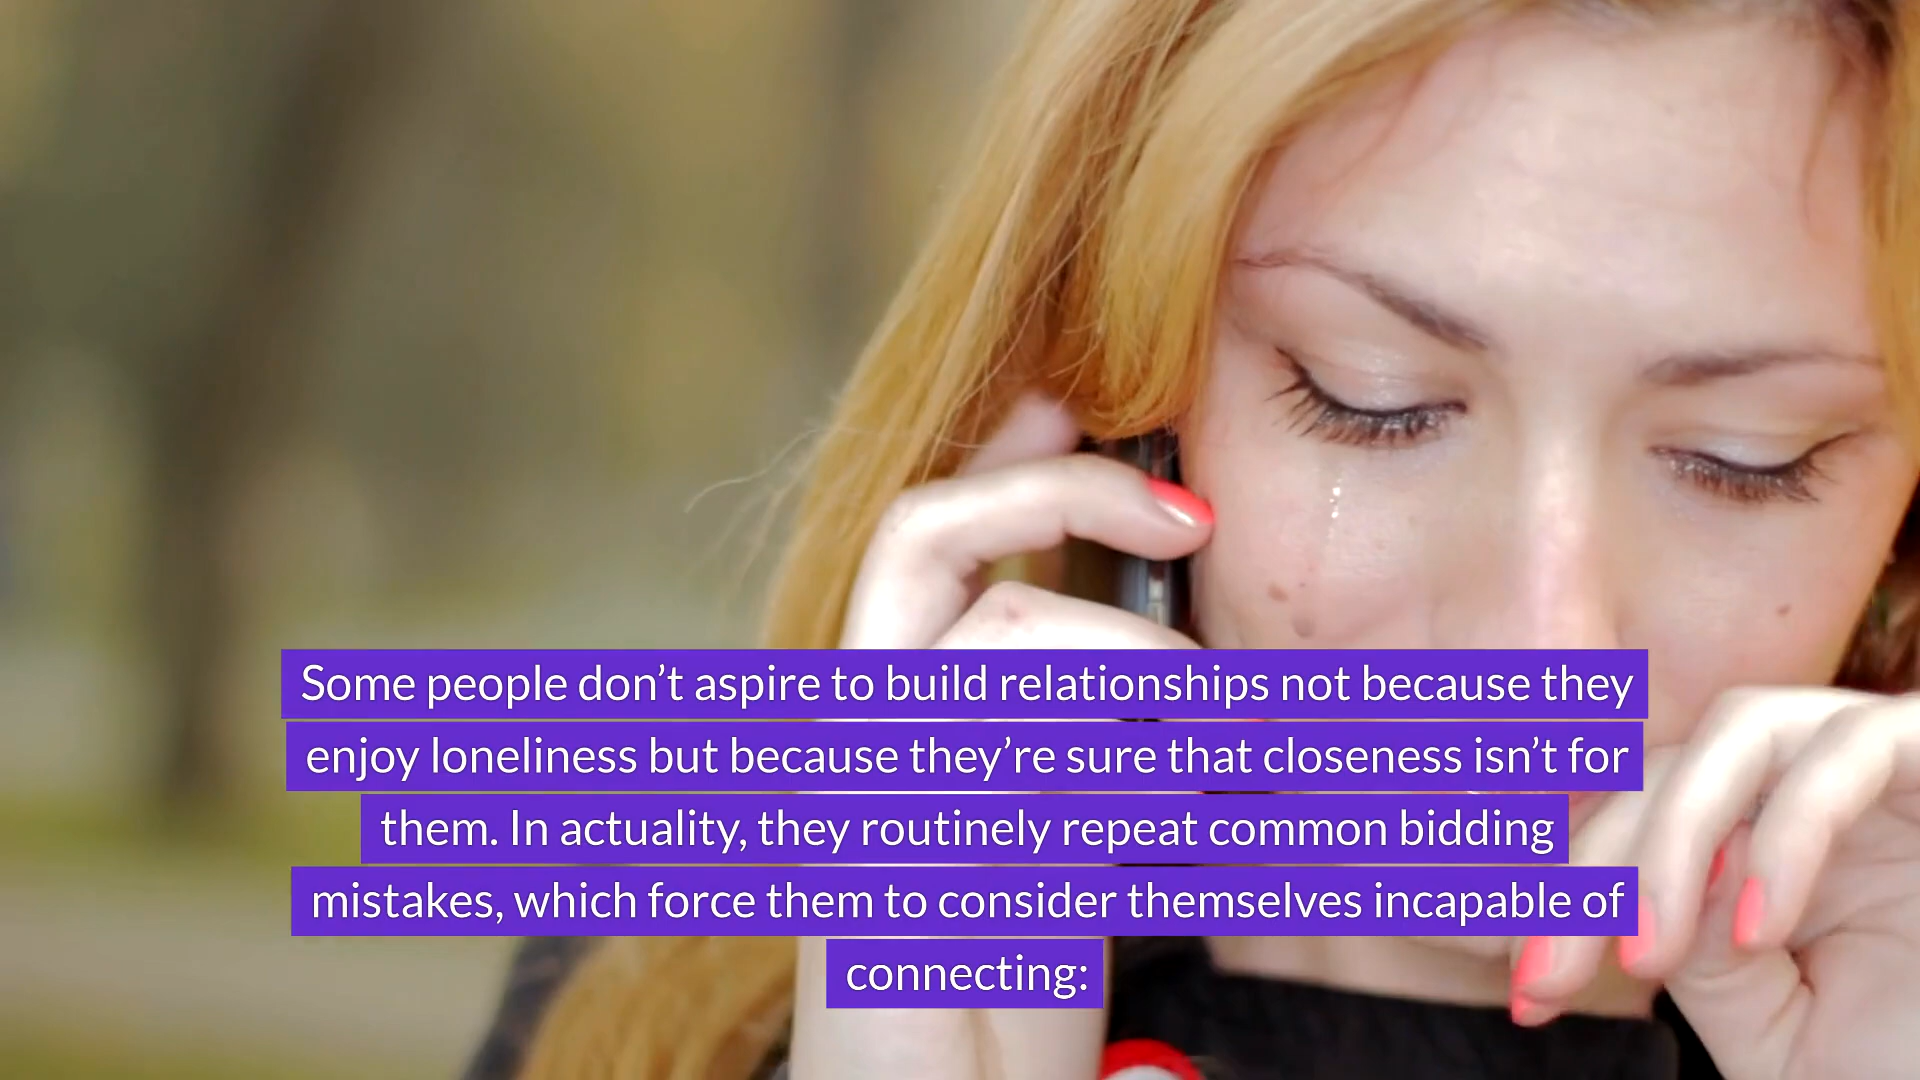 Some people don’t aspire to build relationships not because they
enjoy loneliness but because they’re sure that closeness isn’t for
them. In actuality, they routinely repeat common bidding
mistakes, which force them to consider themselves incapable of
connecting: